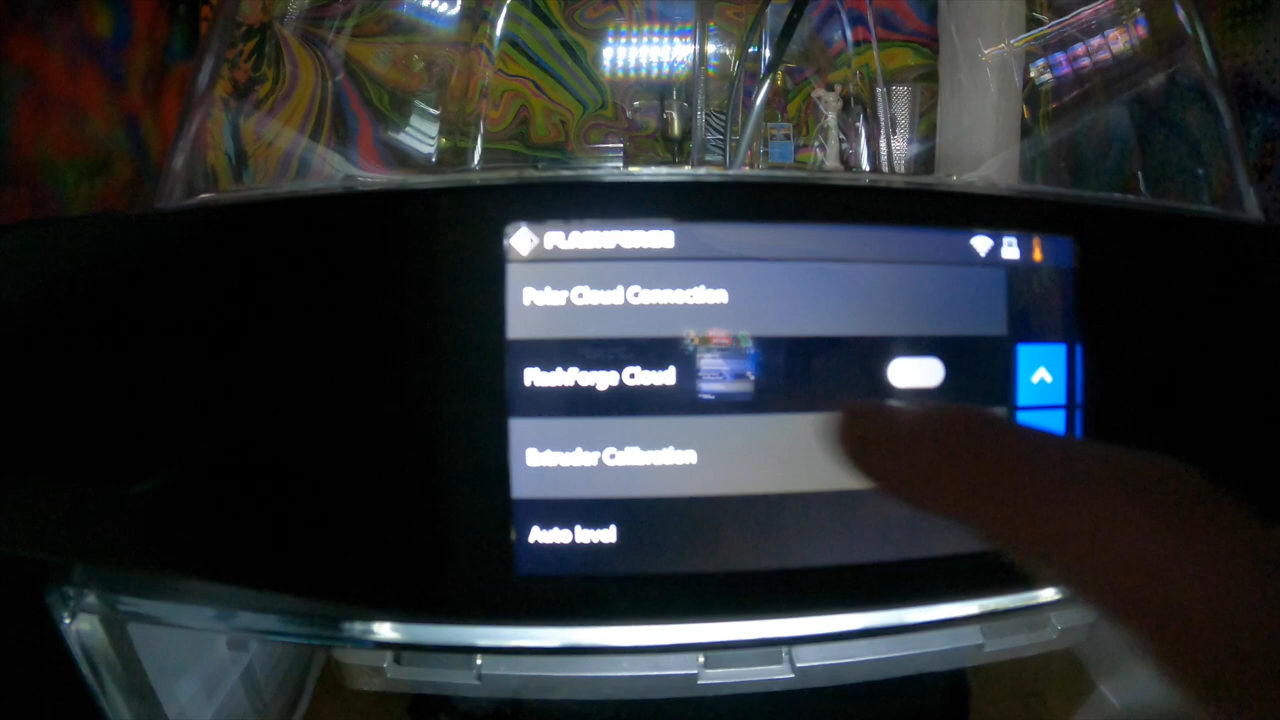 FLASHFORGE
Polar Cloud Connection
FlashForge Cloud
Extruder Calibration
Auto level